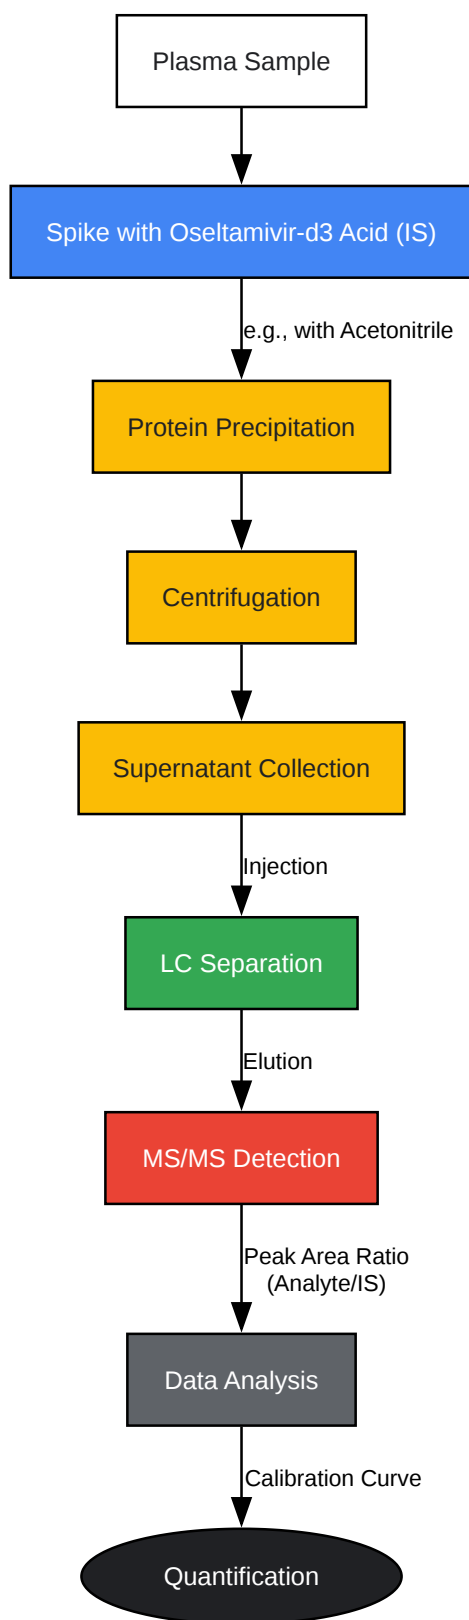 Plasma Sample
Spike with Oseltamivir-d3 Acid (IS)
e.g., with Acetonitrile
Protein Precipitation
Centrifugation
Supernatant Collection
Injection
LC Separation
Elution
MS/MS Detection
Peak Area Ratio
(Analyte/IS)
Data Analysis
Calibration Curve
Quantification